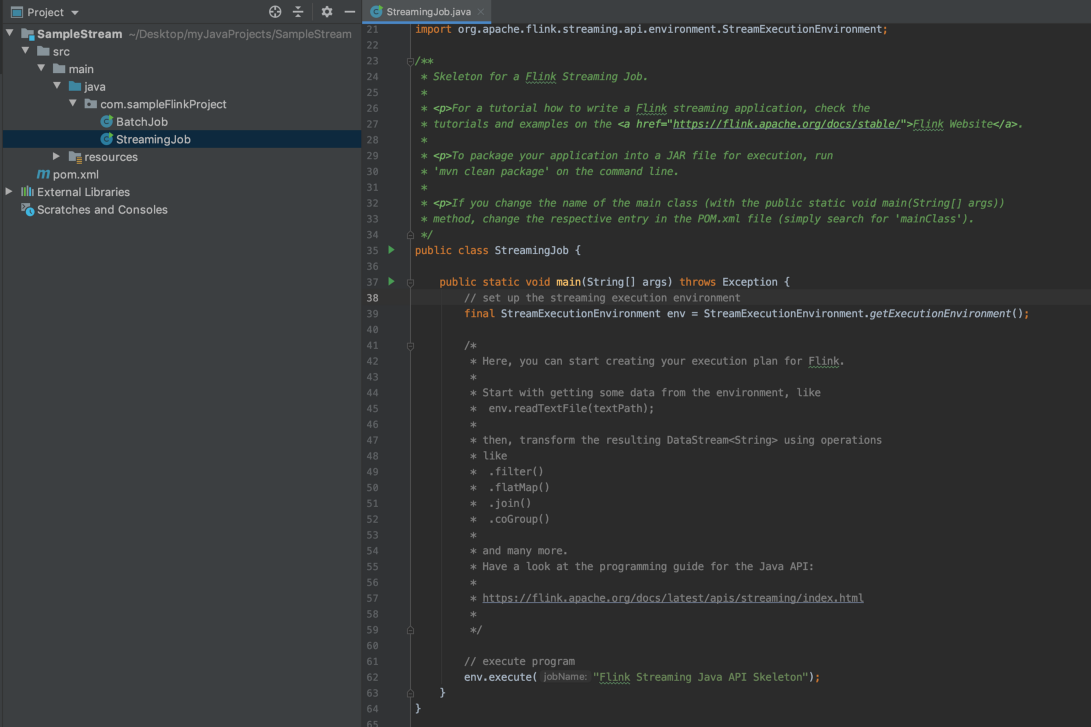 Project
SampleStream ~/Desktop/myJavaProjects/SampleStream
src
main
java
com.sampleFlinkProject
BatchJob
StreamingJob
resources
pom.xml
External Libraries
Scratches and Consoles
StreamingJob.java
21 import org.apache.flink.streaming.api.environment.StreamExecutionEnvironment;
22
23 /**
24 * Skeleton for a Flink Streaming Job.
25 *
26 * <p>For a tutorial how to write a Flink streaming application, check the
27 * tutorials and examples on the <a href="https://flink.apache.org/docs/stable/">Flink Website</a>.
28 *
29 * <p>To package your application into a JAR file for execution, run
30 * 'mvn clean package' on the command line.
31 *
32 * <p>If you change the name of the main class (with the public static void main(String[] args))
33 * method, change the respective entry in the POM.xml file (simply search for 'mainClass').
34 */
35 public class StreamingJob {
36
37 public static void main(String[] args) throws Exception {
38 // set up the streaming execution environment
39 final StreamExecutionEnvironment env = StreamExecutionEnvironment.getExecutionEnvironment();
40
41 /*
42 * Here, you can start creating your execution plan for Flink.
43 *
44 * Start with getting some data from the environment, like
45 * env.readTextFile(textPath);
46 *
47 * then, transform the resulting DataStream<String> using operations
48 * like
49 * .filter()
50 * .flatMap()
51 * .join()
52 * .coGroup()
53 *
54 * and many more.
55 * Have a look at the programming guide for the Java API:
56 *
57 * https://flink.apache.org/docs/latest/apis/streaming/index.html
58 *
59 */
60
61 // execute program
62 env.execute( jobName: "Flink Streaming Java API Skeleton");
63 }
64 }
65